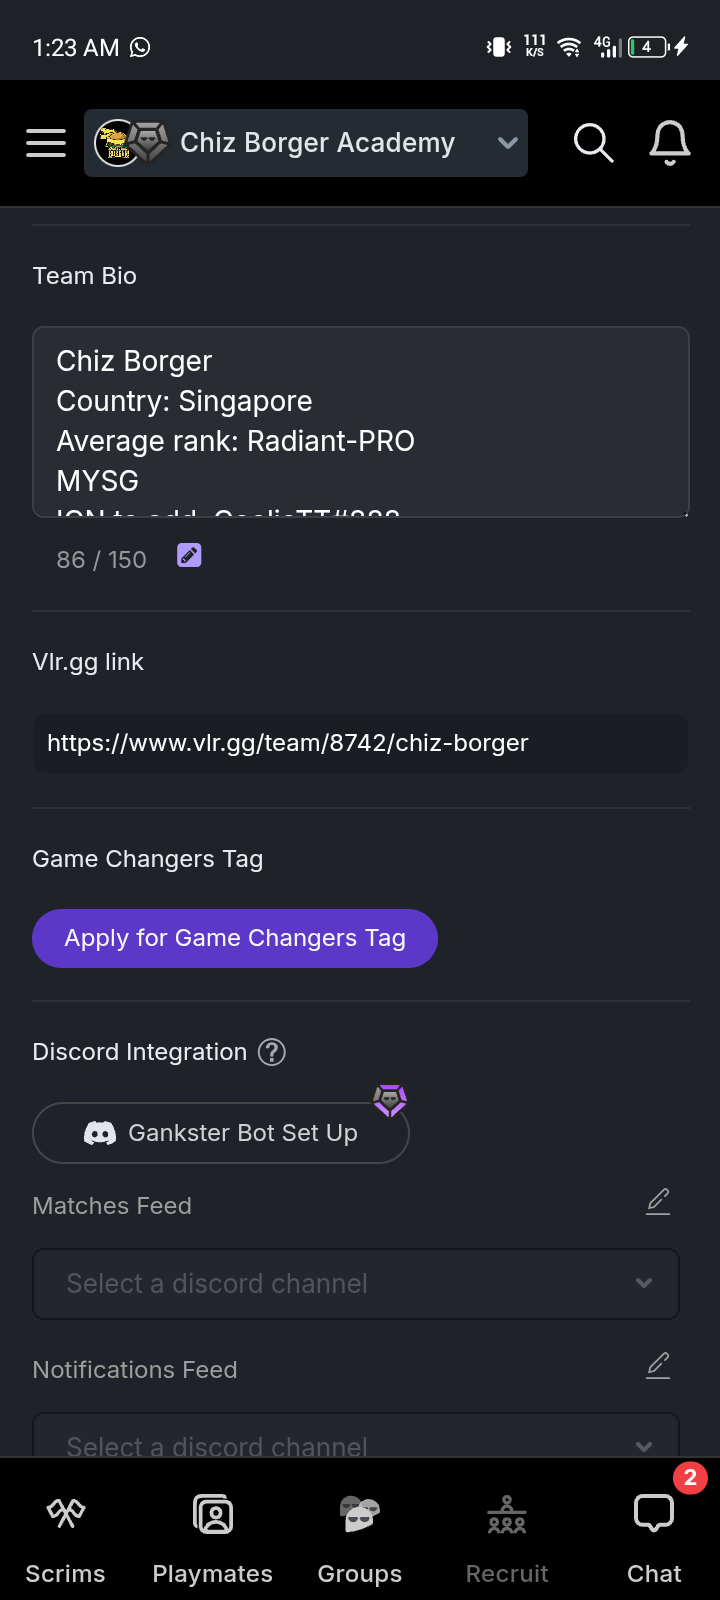 1:23 AM
111
K/S
4G
4
Chiz Borger Academy
Team Bio
Chiz Borger
Country: Singapore
Average rank: Radiant-PRO
MYSG
IGN to add
86 / 150
Vlr.gg link
https://www.vlr.gg/team/8742/chiz-borger
Game Changers Tag
Apply for Game Changers Tag
Discord Integration ?
Gankster Bot Set Up
Matches Feed
Select a discord channel
Notifications Feed
Select a discord channel
2
Scrims
Playmates
Groups
Recruit
Chat